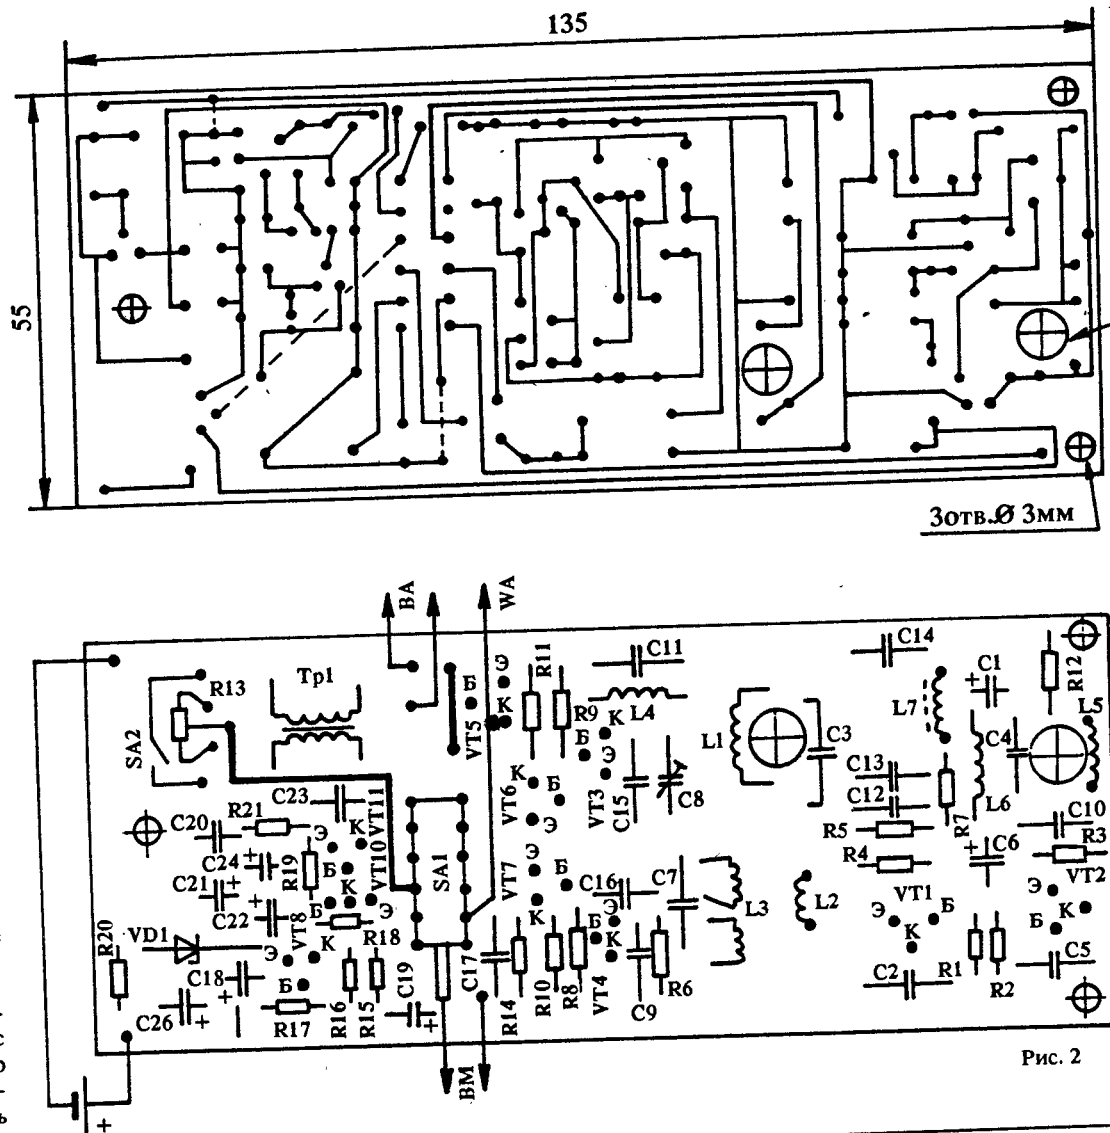 135
55
3отв.Ø 3мм
BA
WA
Э
Б
К
VT5
R11
C11
C14
R12
R13
Tp1
SA2
R9
L4
К
Б
Э
VT3
L1
C3
L7
C1
L5
C4
C23
VT11
К
Э
VT6
К
Б
Э
C15
C8
C13
C12
R7
L6
C10
C20
R21
C24
R19
VT10
Б
К
Э
SA1
VT7
Б
К
R5
R4
C6
R3
VT2
Э
Б
К
C21
C22
Б
C16
Э
Б
К
VT4
C7
L3
L2
VT1
Э
Б
К
R20
VD1
Э
VT8
К
Б
R18
C18
C26
R17
R16
R15
C19
C17
R14
R10
R8
C9
R6
C2
R1
R2
C5
BM
Рис. 2
с
о
-
ь
+